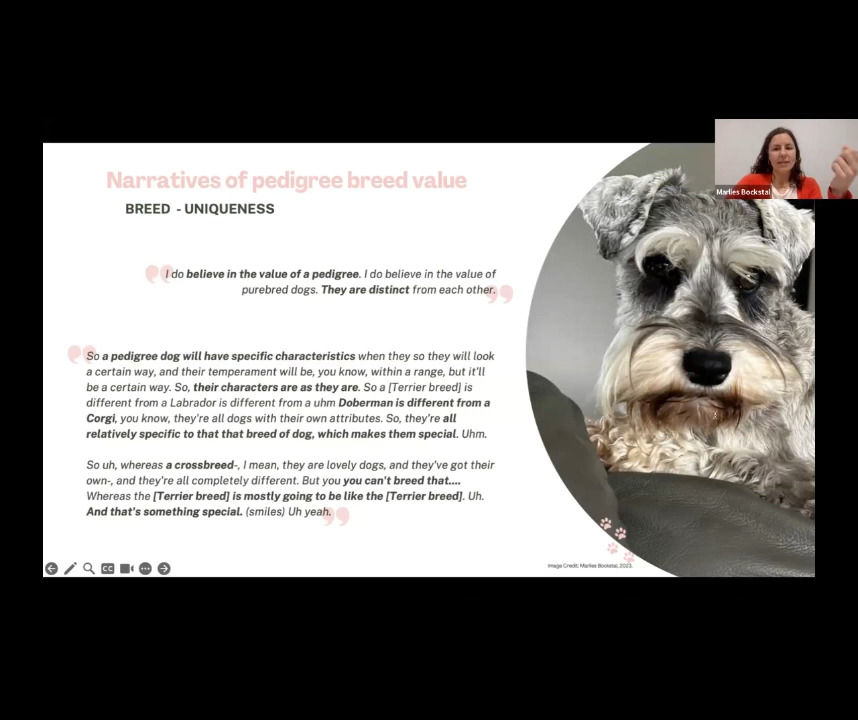 Marlies Bockstal
Narratives of pedigree breed value
BREED - UNIQUENESS
I do believe in the value of a pedigree. I do believe in the value of
purebred dogs. They are distinct from each other.
So a pedigree dog will have specific characteristics when they so they will look
a certain way, and their temperament will be, you know, within a range, but it'll
be a certain way. So, their characters are as they are. So a [Terrier breed] is
different from a Labrador is different from a uhm Doberman is different from a
Corgi, you know, they're all dogs with their own attributes. So, they're all
relatively specific to that that breed of dog, which makes them special. Uhm.
So uh, whereas a crossbreed-, I mean, they are lovely dogs, and they've got their
own-, and they're all completely different. But you you can't breed that....
Whereas the [Terrier breed] is mostly going to be like the [Terrier breed]. Uh.
And that's something special. (smiles) Uh yeah.
CC
Image Credit: Marlies Bockstal, 2023.